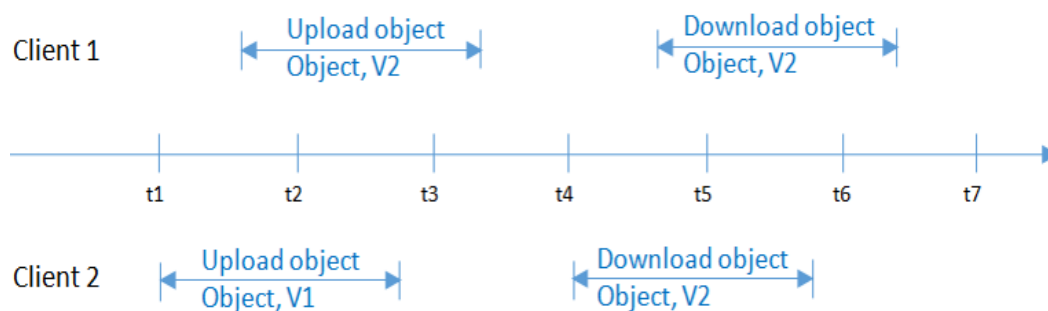 Upload object
Download object
Client 1
Object, V2
Object, V2
t1 t2 t3 t4 t5 t6 t7
Upload object
Download object
Client 2
Object, V1
Object, V2